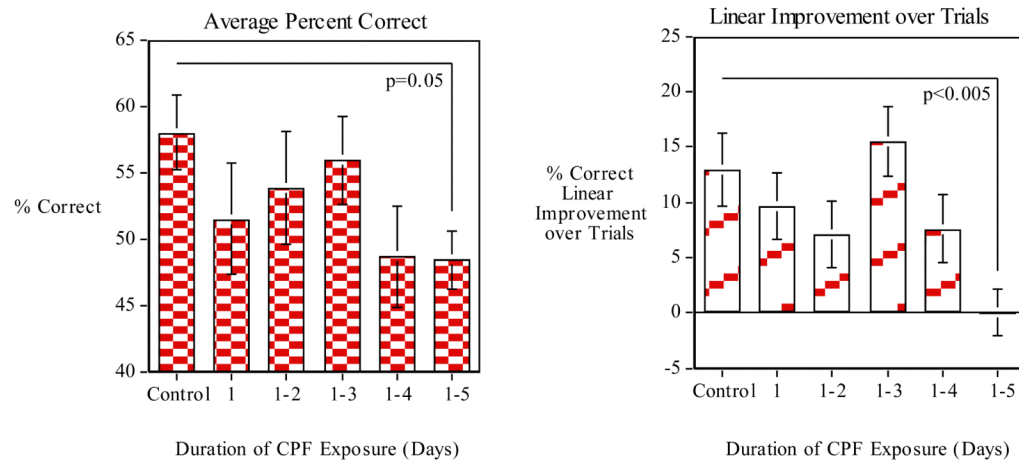 Average Percent Correct
65
60
55
50
45
40
% Correct
p=0.05
Control 1 1-2 1-3 1-4 1-5
Duration of CPF Exposure (Days)
Linear Improvement over Trials
25
20
15
10
5
0
-5
% Correct
Linear
Improvement
over Trials
p<0.005
Control 1 1-2 1-3 1-4 1-5
Duration of CPF Exposure (Days)